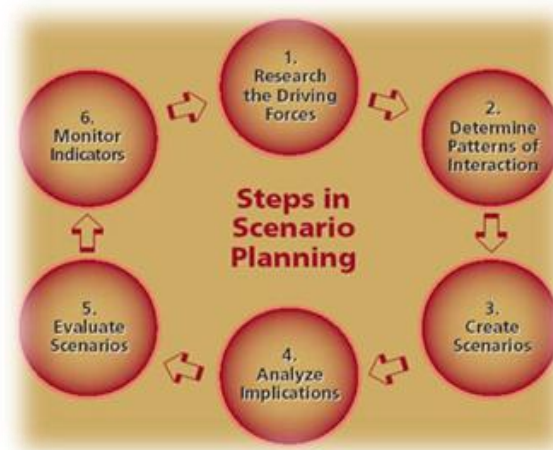 1.
Research
the Driving
Forces
2.
Determine
Patterns of
Interaction
3.
Create
Scenarios
4.
Analyze
Implications
5.
Evaluate
Scenarios
6.
Monitor
Indicators
Steps in
Scenario
Planning